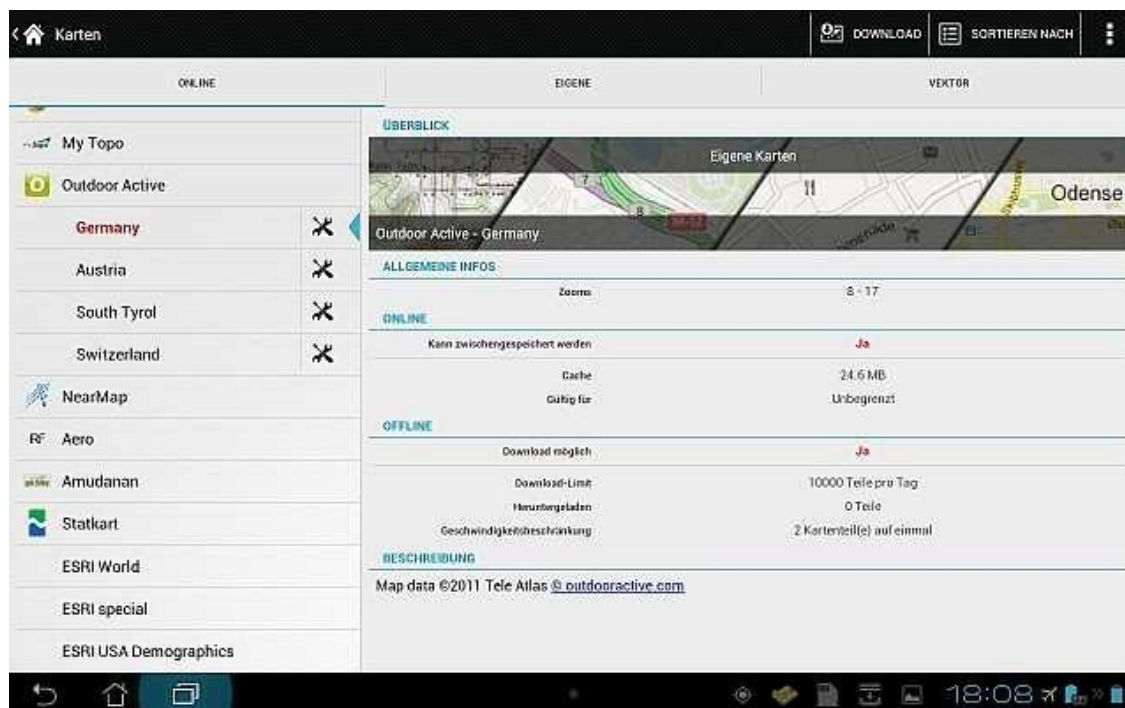 Karten
DOWNLOAD
SORTIEREN NACH
ONLINE
EIGENE
VEKTOR
My Topo
Outdoor Active
Germany
Austria
South Tyrol
Switzerland
NearMap
RF Aero
Amudanan
Statkart
ESRI World
ESRI special
ESRI USA Demographics
ÜBERBLICK
Eigene Karten
7
8
Odense
Outdoor Active - Germany
ALLGEMEINE INFOS
Zooms 8 - 17
ONLINE
Kann zwischengespeichert werden Ja
Cache 24.6 MB
Gültig für Unbegrenzt
OFFLINE
Download möglich Ja
Download-Limit 10000 Teile pro Tag
Heruntergeladen 0 Teile
Geschwindigkeitsbeschränkung 2 Kartenteil(e) auf einmal
BESCHREIBUNG
Map data ©2011 Tele Atlas © outdooractive.com
18:08